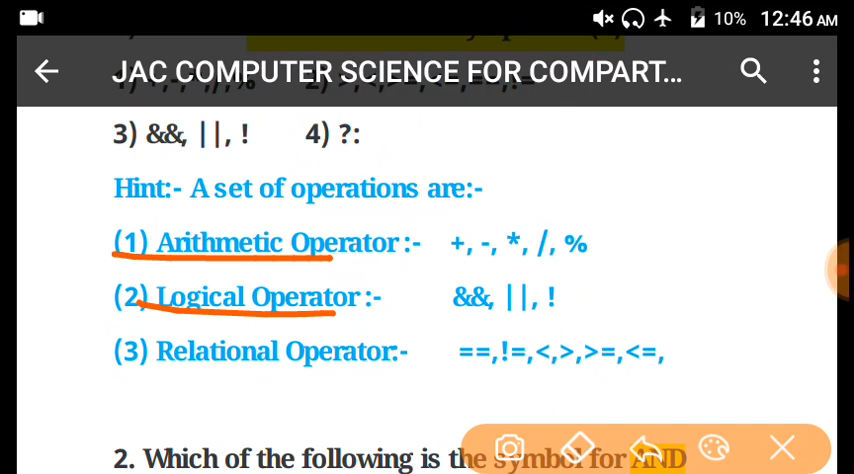 10% 12:46 AM
JAC COMPUTER SCIENCE FOR COMPART...
3) &&, ||, ! 4) ?:
Hint:- A set of operations are:-
(1) Arithmetic Operator :- +, -, *, /, %
(2) Logical Operator :- &&, ||, !
(3) Relational Operator:- ==,!=,<,>,>=,<=,
2. Which of the following is the symbol for AND